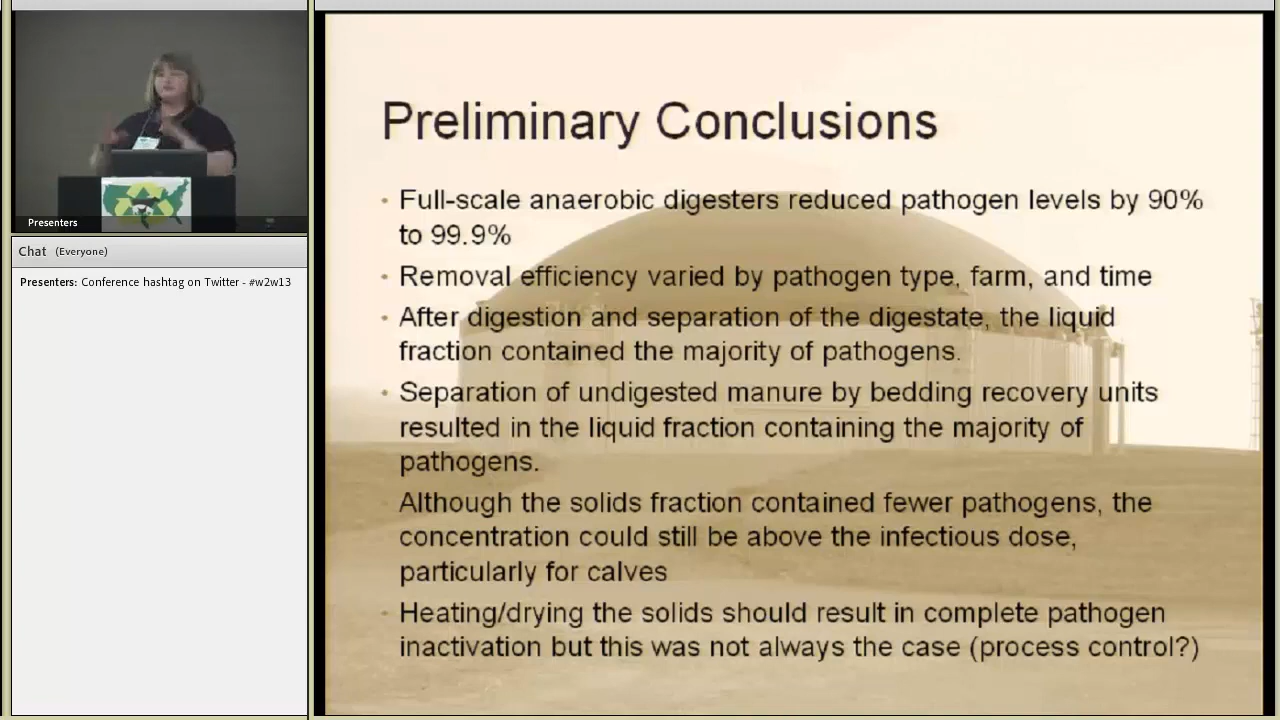 Presenters
Chat (Everyone)
Presenters: Conference hashtag on Twitter - #w2w13
Preliminary Conclusions
• Full-scale anaerobic digesters reduced pathogen levels by 90%
to 99.9%
• Removal efficiency varied by pathogen type, farm, and time
• After digestion and separation of the digestate, the liquid
fraction contained the majority of pathogens.
• Separation of undigested manure by bedding recovery units
resulted in the liquid fraction containing the majority of
pathogens.
• Although the solids fraction contained fewer pathogens, the
concentration could still be above the infectious dose,
particularly for calves
• Heating/drying the solids should result in complete pathogen
inactivation but this was not always the case (process control?)